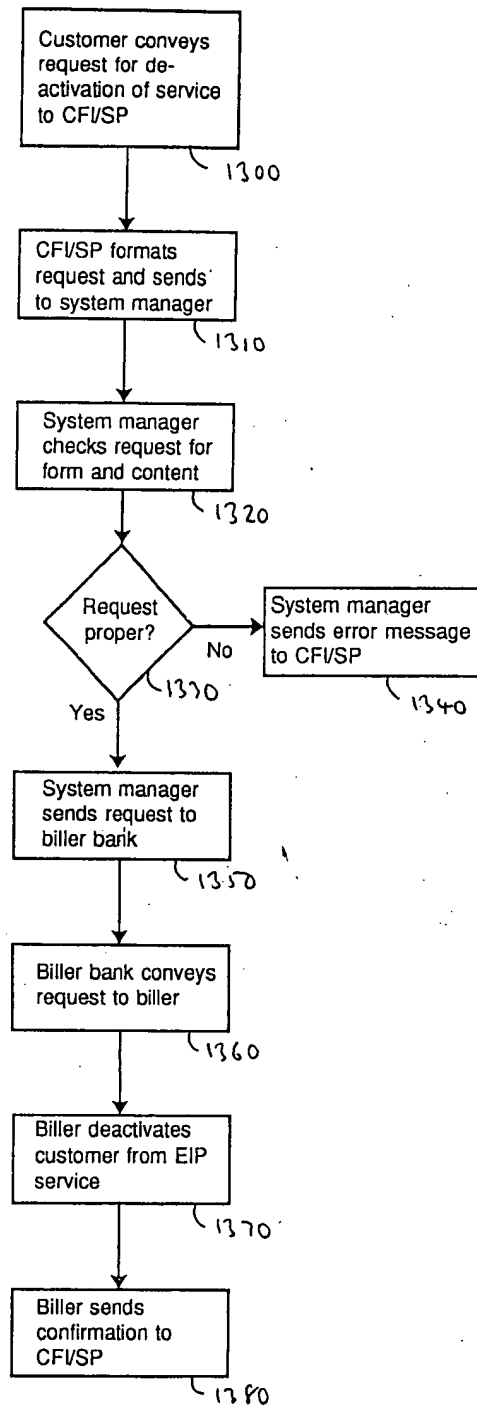 Customer conveys
request for de-
activation of service
to CFI/SP
1300
CFI/SP formats
request and sends
to system manager
1310
System manager
checks request for
form and content
1320
Request
proper?
1330
No
System manager
sends error message
to CFI/SP
1340
Yes
System manager
sends request to
biller bank
1350
Biller bank conveys
request to biller
1360
Biller deactivates
customer from EIP
service
1370
Biller sends
confirmation to
CFI/SP
1380